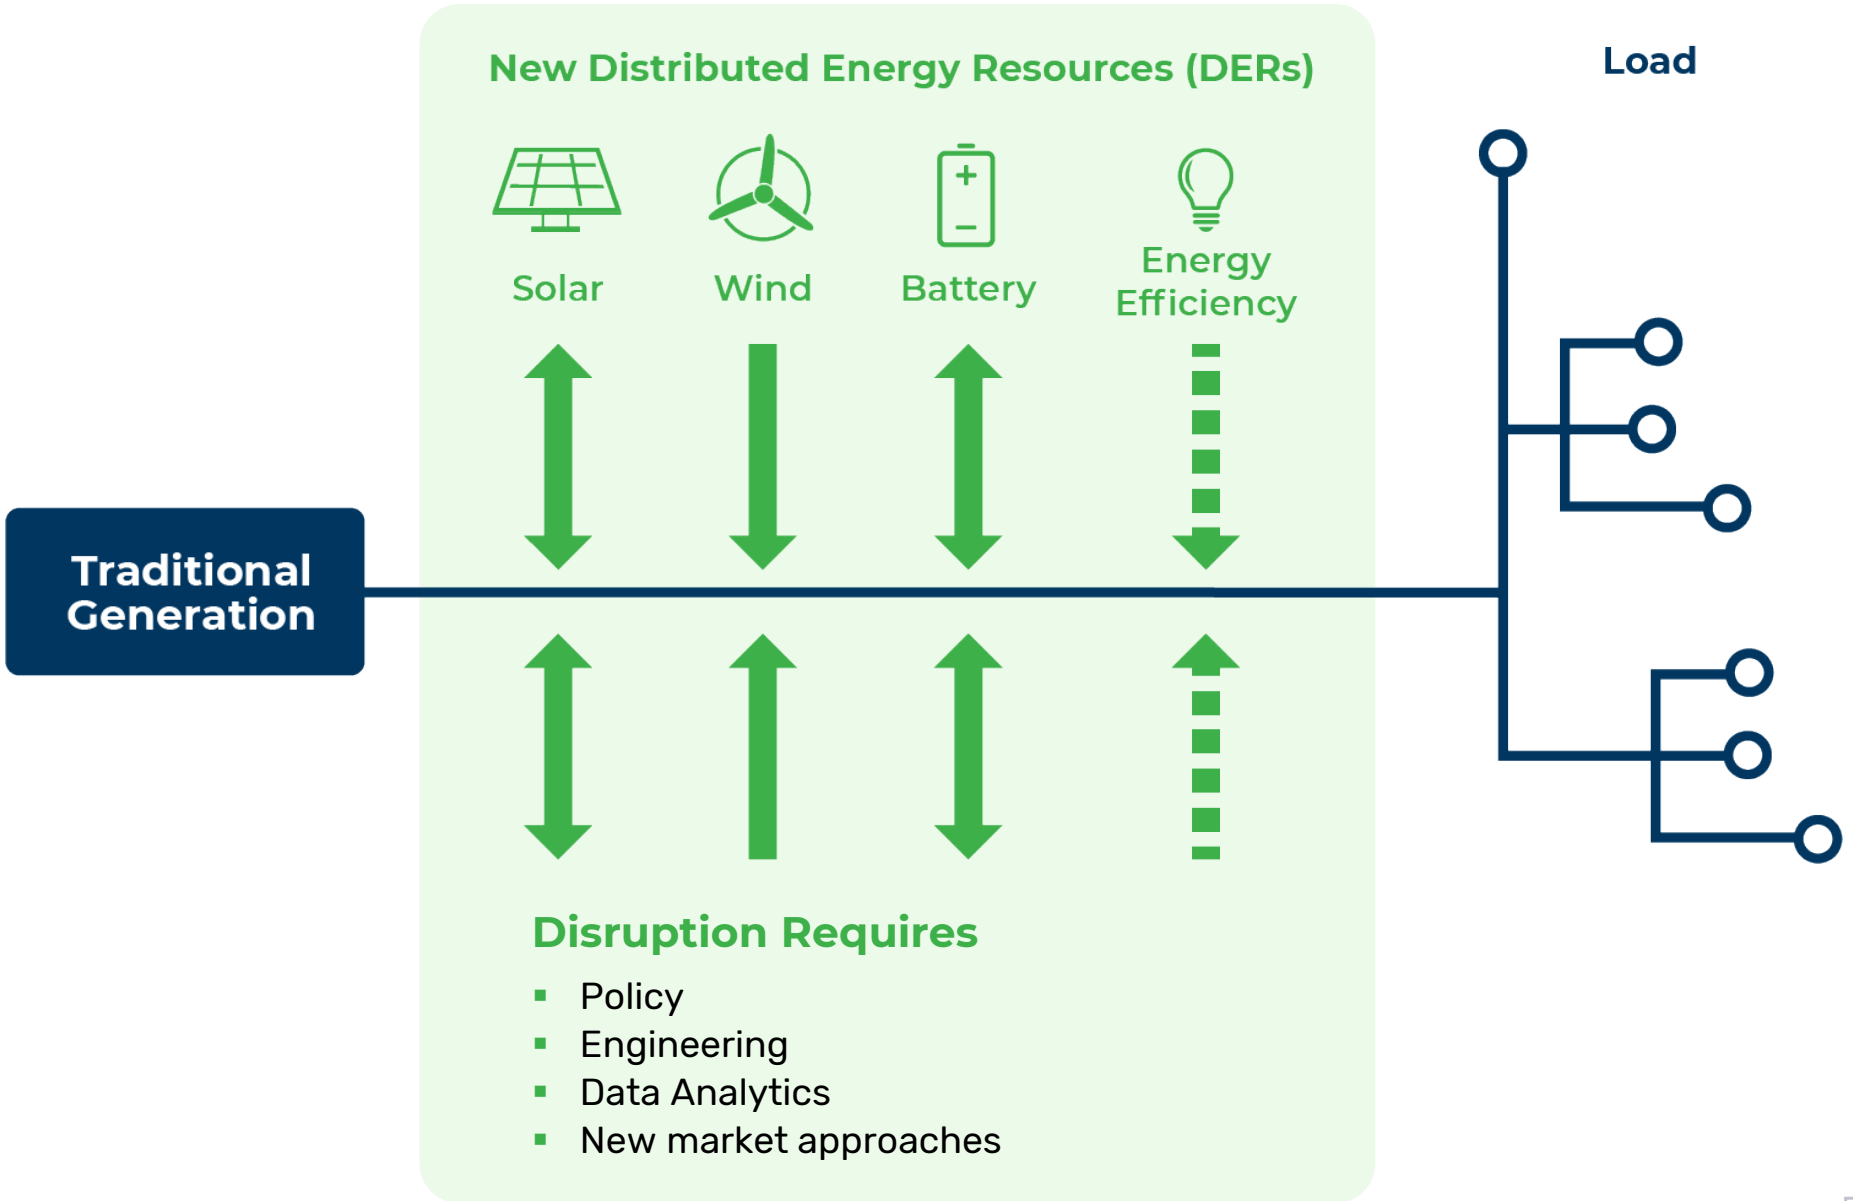 New Distributed Energy Resources (DERs)
Load
Solar
Wind
Battery
Energy
Efficiency
Traditional
Generation
Disruption Requires
▪ Policy
▪ Engineering
▪ Data Analytics
▪ New market approaches